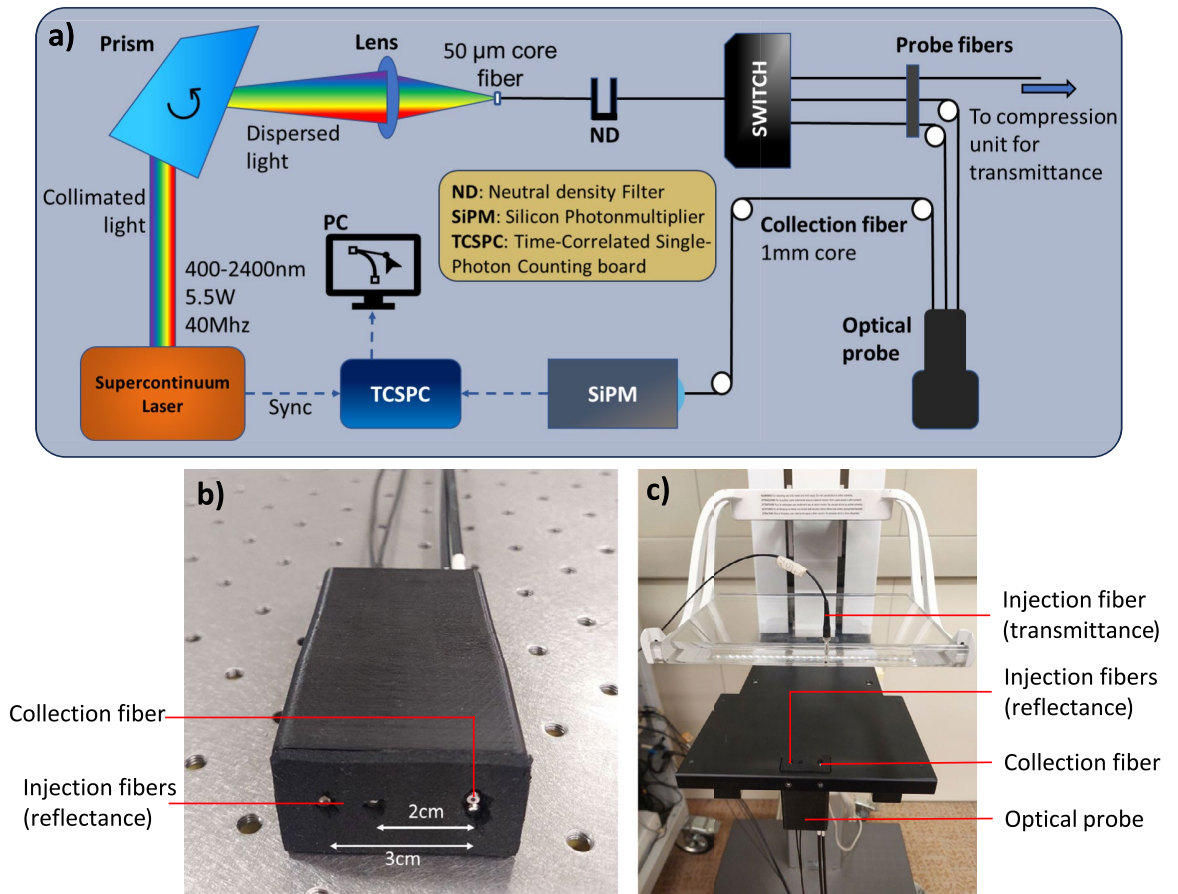 a)
Prism
Lens
50 µm core
fiber
Probe fibers
SWITCH
ND
Dispersed
light
To compression
unit for
transmittance
Collimated
light
ND: Neutral density Filter
SiPM: Silicon Photonmultiplier
TCSPC: Time-Correlated Single-
Photon Counting board
Collection fiber
1mm core
PC
400-2400nm
5.5W
40Mhz
Optical
probe
Supercontinuum
Laser
Sync
TCSPC
SiPM
b)
Collection fiber
Injection fibers
(reflectance)
2cm
3cm
c)
Injection fiber
(transmittance)
Injection fibers
(reflectance)
Collection fiber
Optical probe